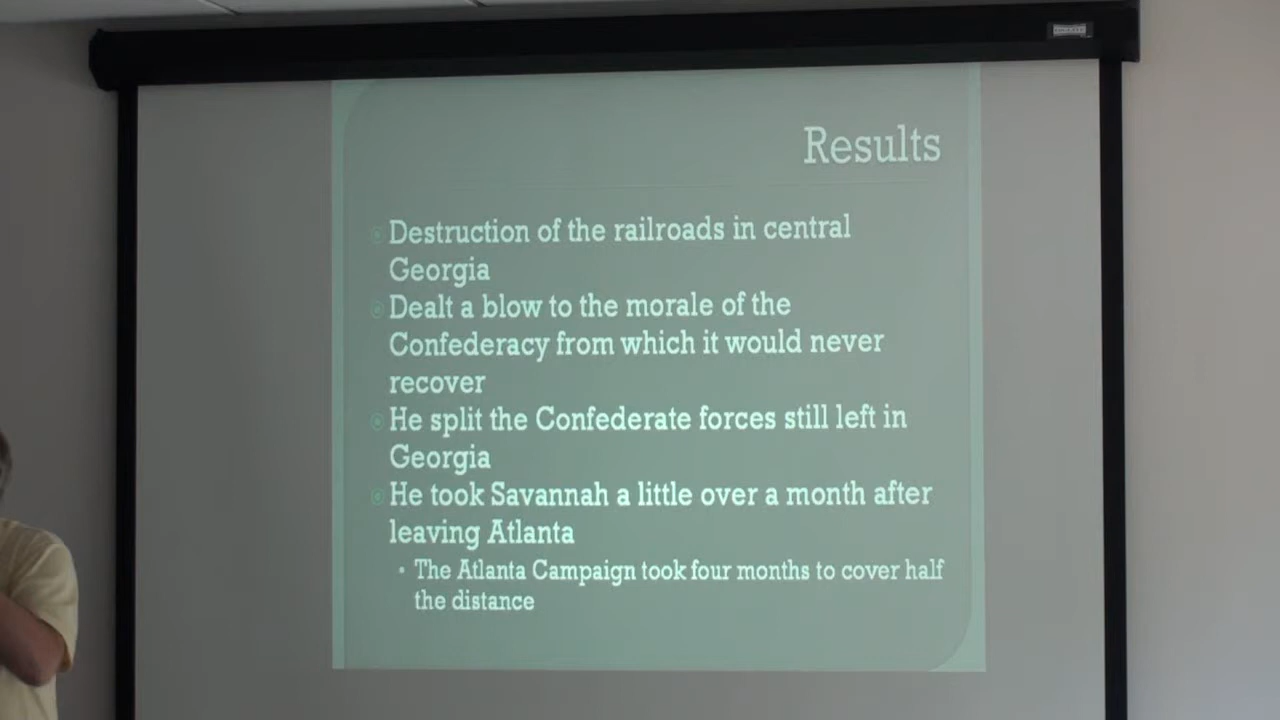 Results
Destruction of the railroads in central
Georgia
Dealt a blow to the morale of the
Confederacy from which it would never
recover
He split the Confederate forces still left in
Georgia
He took Savannah a little over a month after
leaving Atlanta
• The Atlanta Campaign took four months to cover half
the distance